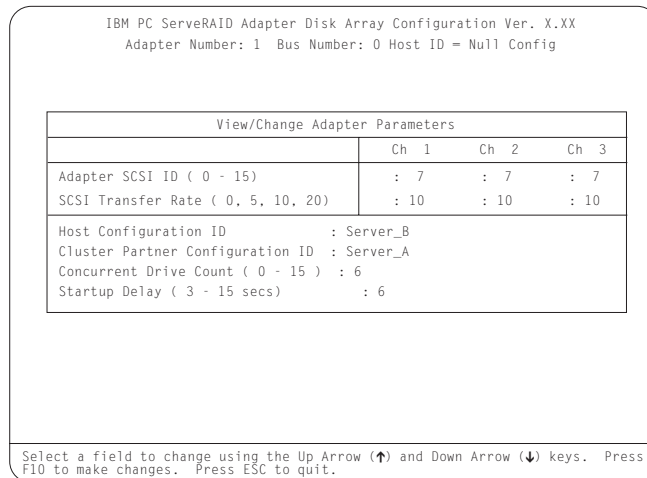 IBM PC ServeRAID Adapter Disk Array Configuration Ver. X.XX
Adapter Number: 1 Bus Number: 0 Host ID = Null Config
View/Change Adapter Parameters
Ch 1 Ch 2 Ch 3
Adapter SCSI ID ( 0 - 15) : 7 : 7 : 7
SCSI Transfer Rate ( 0, 5, 10, 20) : 10 : 10 : 10
Host Configuration ID : Server_B
Cluster Partner Configuration ID : Server_A
Concurrent Drive Count ( 0 - 15 ) : 6
Startup Delay ( 3 - 15 secs) : 6
Select a field to change using the Up Arrow (↑) and Down Arrow (↓) keys. Press
F10 to make changes. Press ESC to quit.